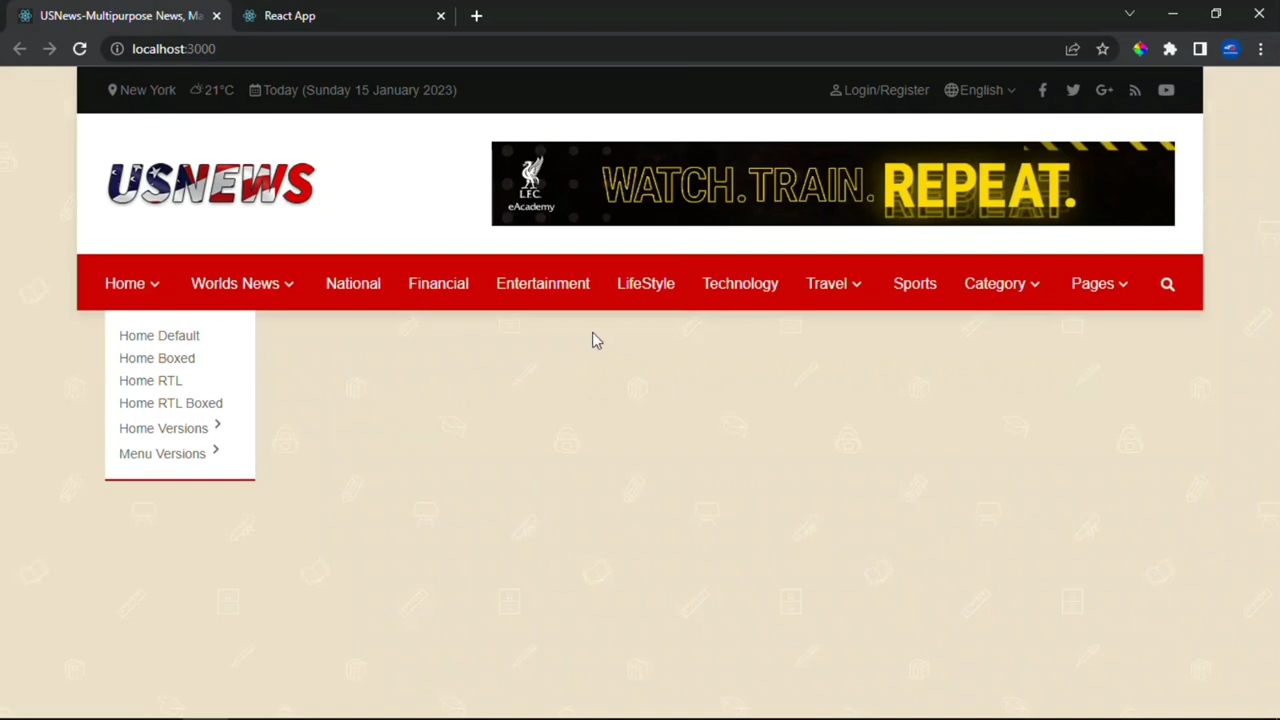 USNews-Multipurpose News, Ma
React App
localhost:3000
New York
21°C
Today (Sunday 15 January 2023)
Login/Register
English
G+
USNEWS
L.F.C.
eAcademy
WATCH.TRAIN.REPEAT.
Home
Worlds News
National
Financial
Entertainment
LifeStyle
Technology
Travel
Sports
Category
Pages
Home Default
Home Boxed
Home RTL
Home RTL Boxed
Home Versions
Menu Versions